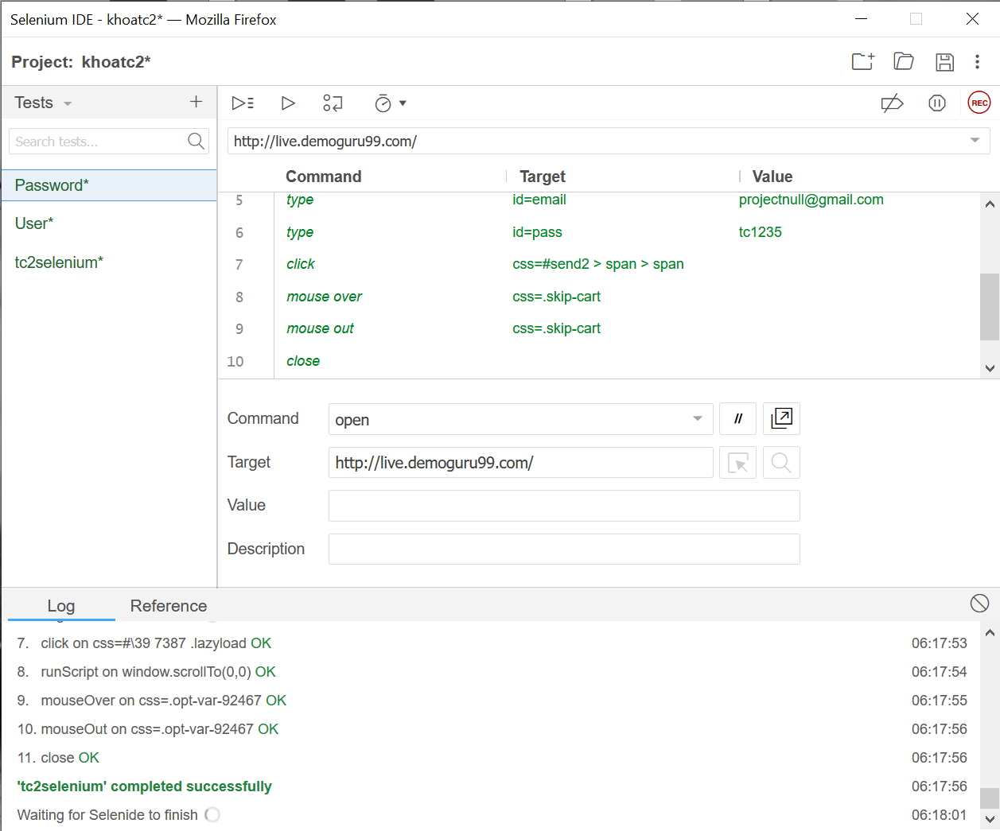 Selenium IDE - khoatc2* — Mozilla Firefox
Project: khoatc2*
Tests
REC
Search tests...
http://live.demoguru99.com/
Password*
User*
tc2selenium*
Command Target Value
5 type id=email projectnull@gmail.com
6 type id=pass tc1235
7 click css=#send2 > span > span
8 mouse over css=.skip-cart
9 mouse out css=.skip-cart
10 close
Command open //
Target http://live.demoguru99.com/
Value
Description
Log Reference
7. click on css=#\39 7387 .lazyload OK 06:17:53
8. runScript on window.scrollTo(0,0) OK 06:17:54
9. mouseOver on css=.opt-var-92467 OK 06:17:55
10. mouseOut on css=.opt-var-92467 OK 06:17:56
11. close OK 06:17:56
'tc2selenium' completed successfully 06:17:56
Waiting for Selenide to finish 06:18:01